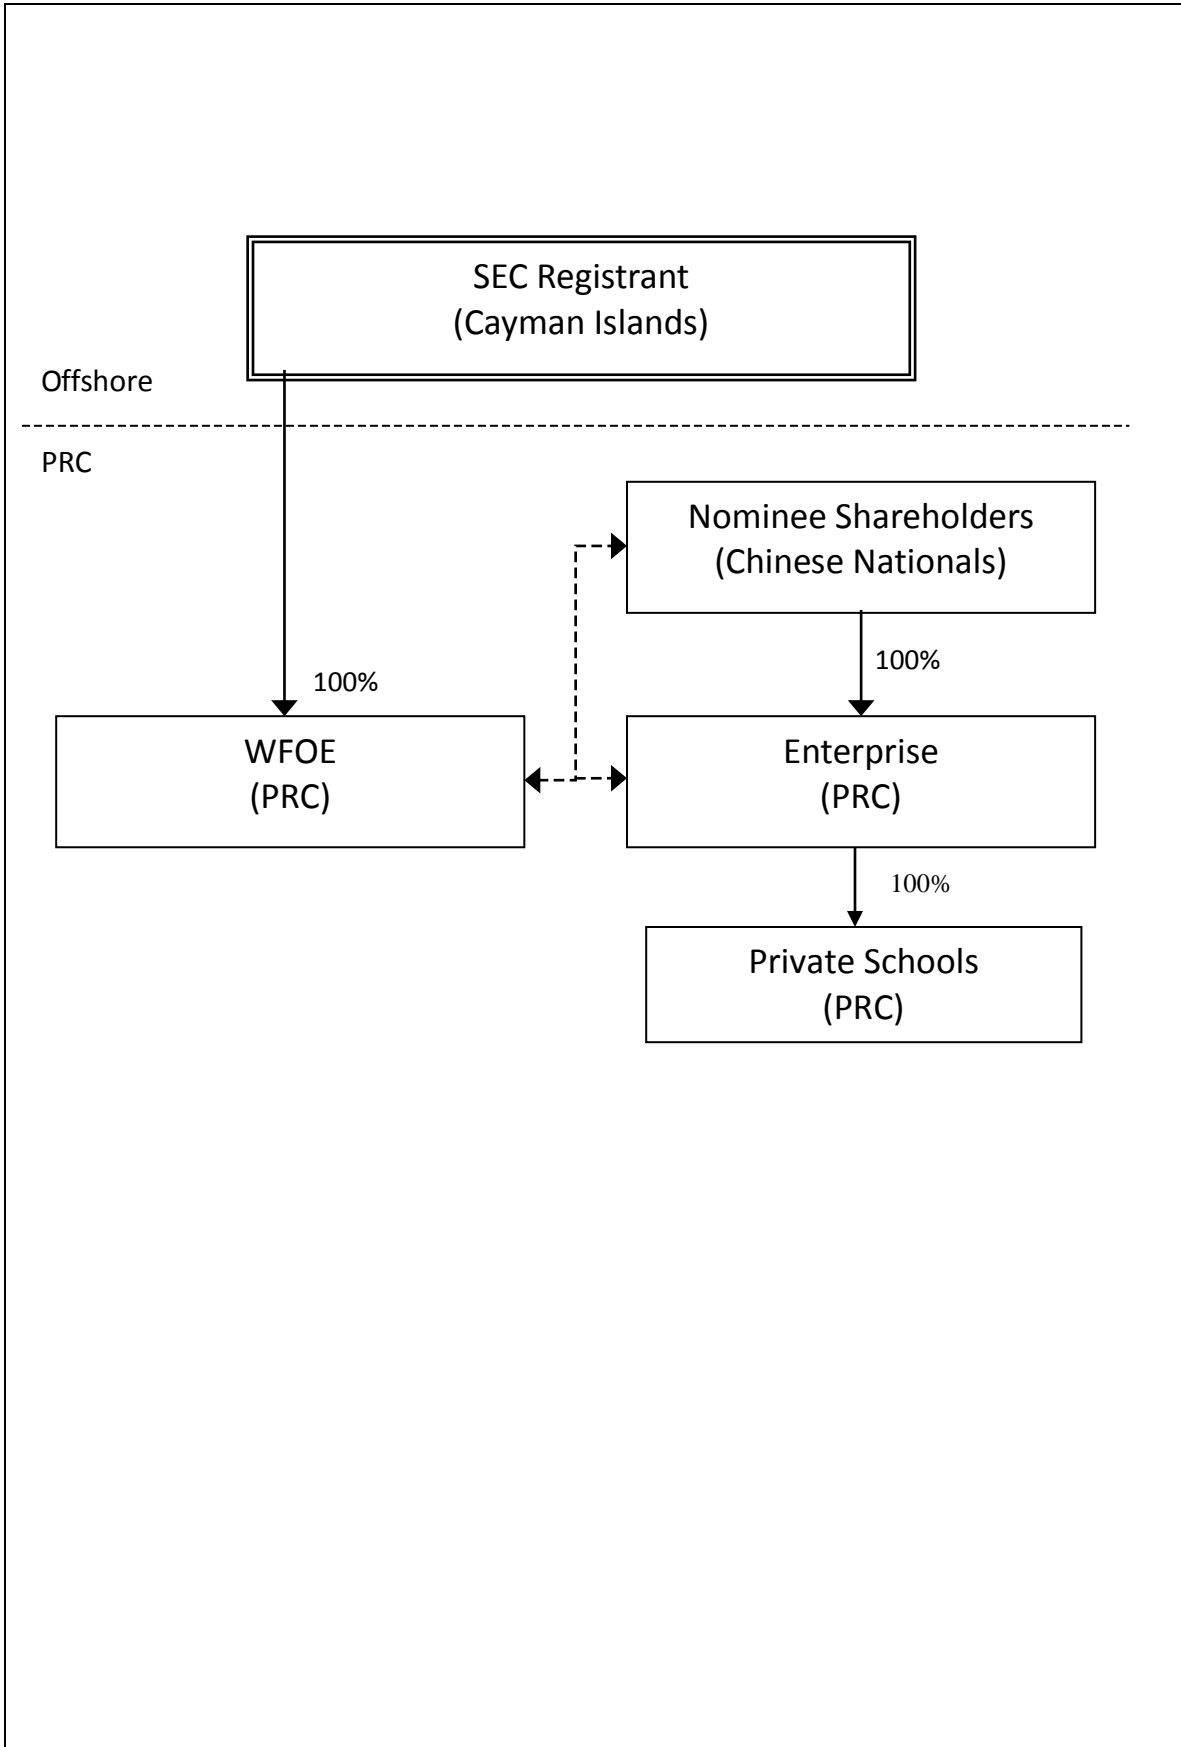 SEC Registrant
(Cayman Islands)
Offshore
PRC
Nominee Shareholders
(Chinese Nationals)
100%
100%
WFOE
(PRC)
Enterprise
(PRC)
100%
Private Schools
(PRC)